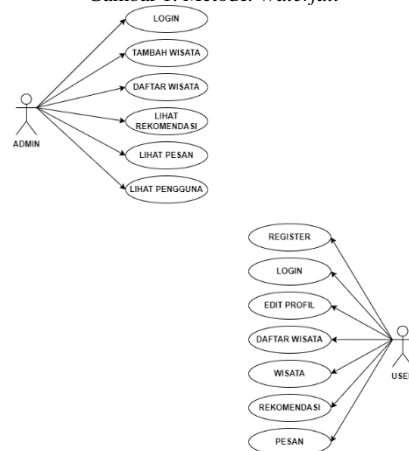 Gambar 1. Metode. Waterfall
LOGIN
TAMBAH WISATA
DAFTAR WISATA
LIHAT
REKOMENDASI
LIHAT PESAN
LIHAT PENGGUNA
ADMIN
REGISTER
LOGIN
EDIT PROFIL
DAFTAR WISATA
WISATA
REKOMENDASI
PESAN
USER